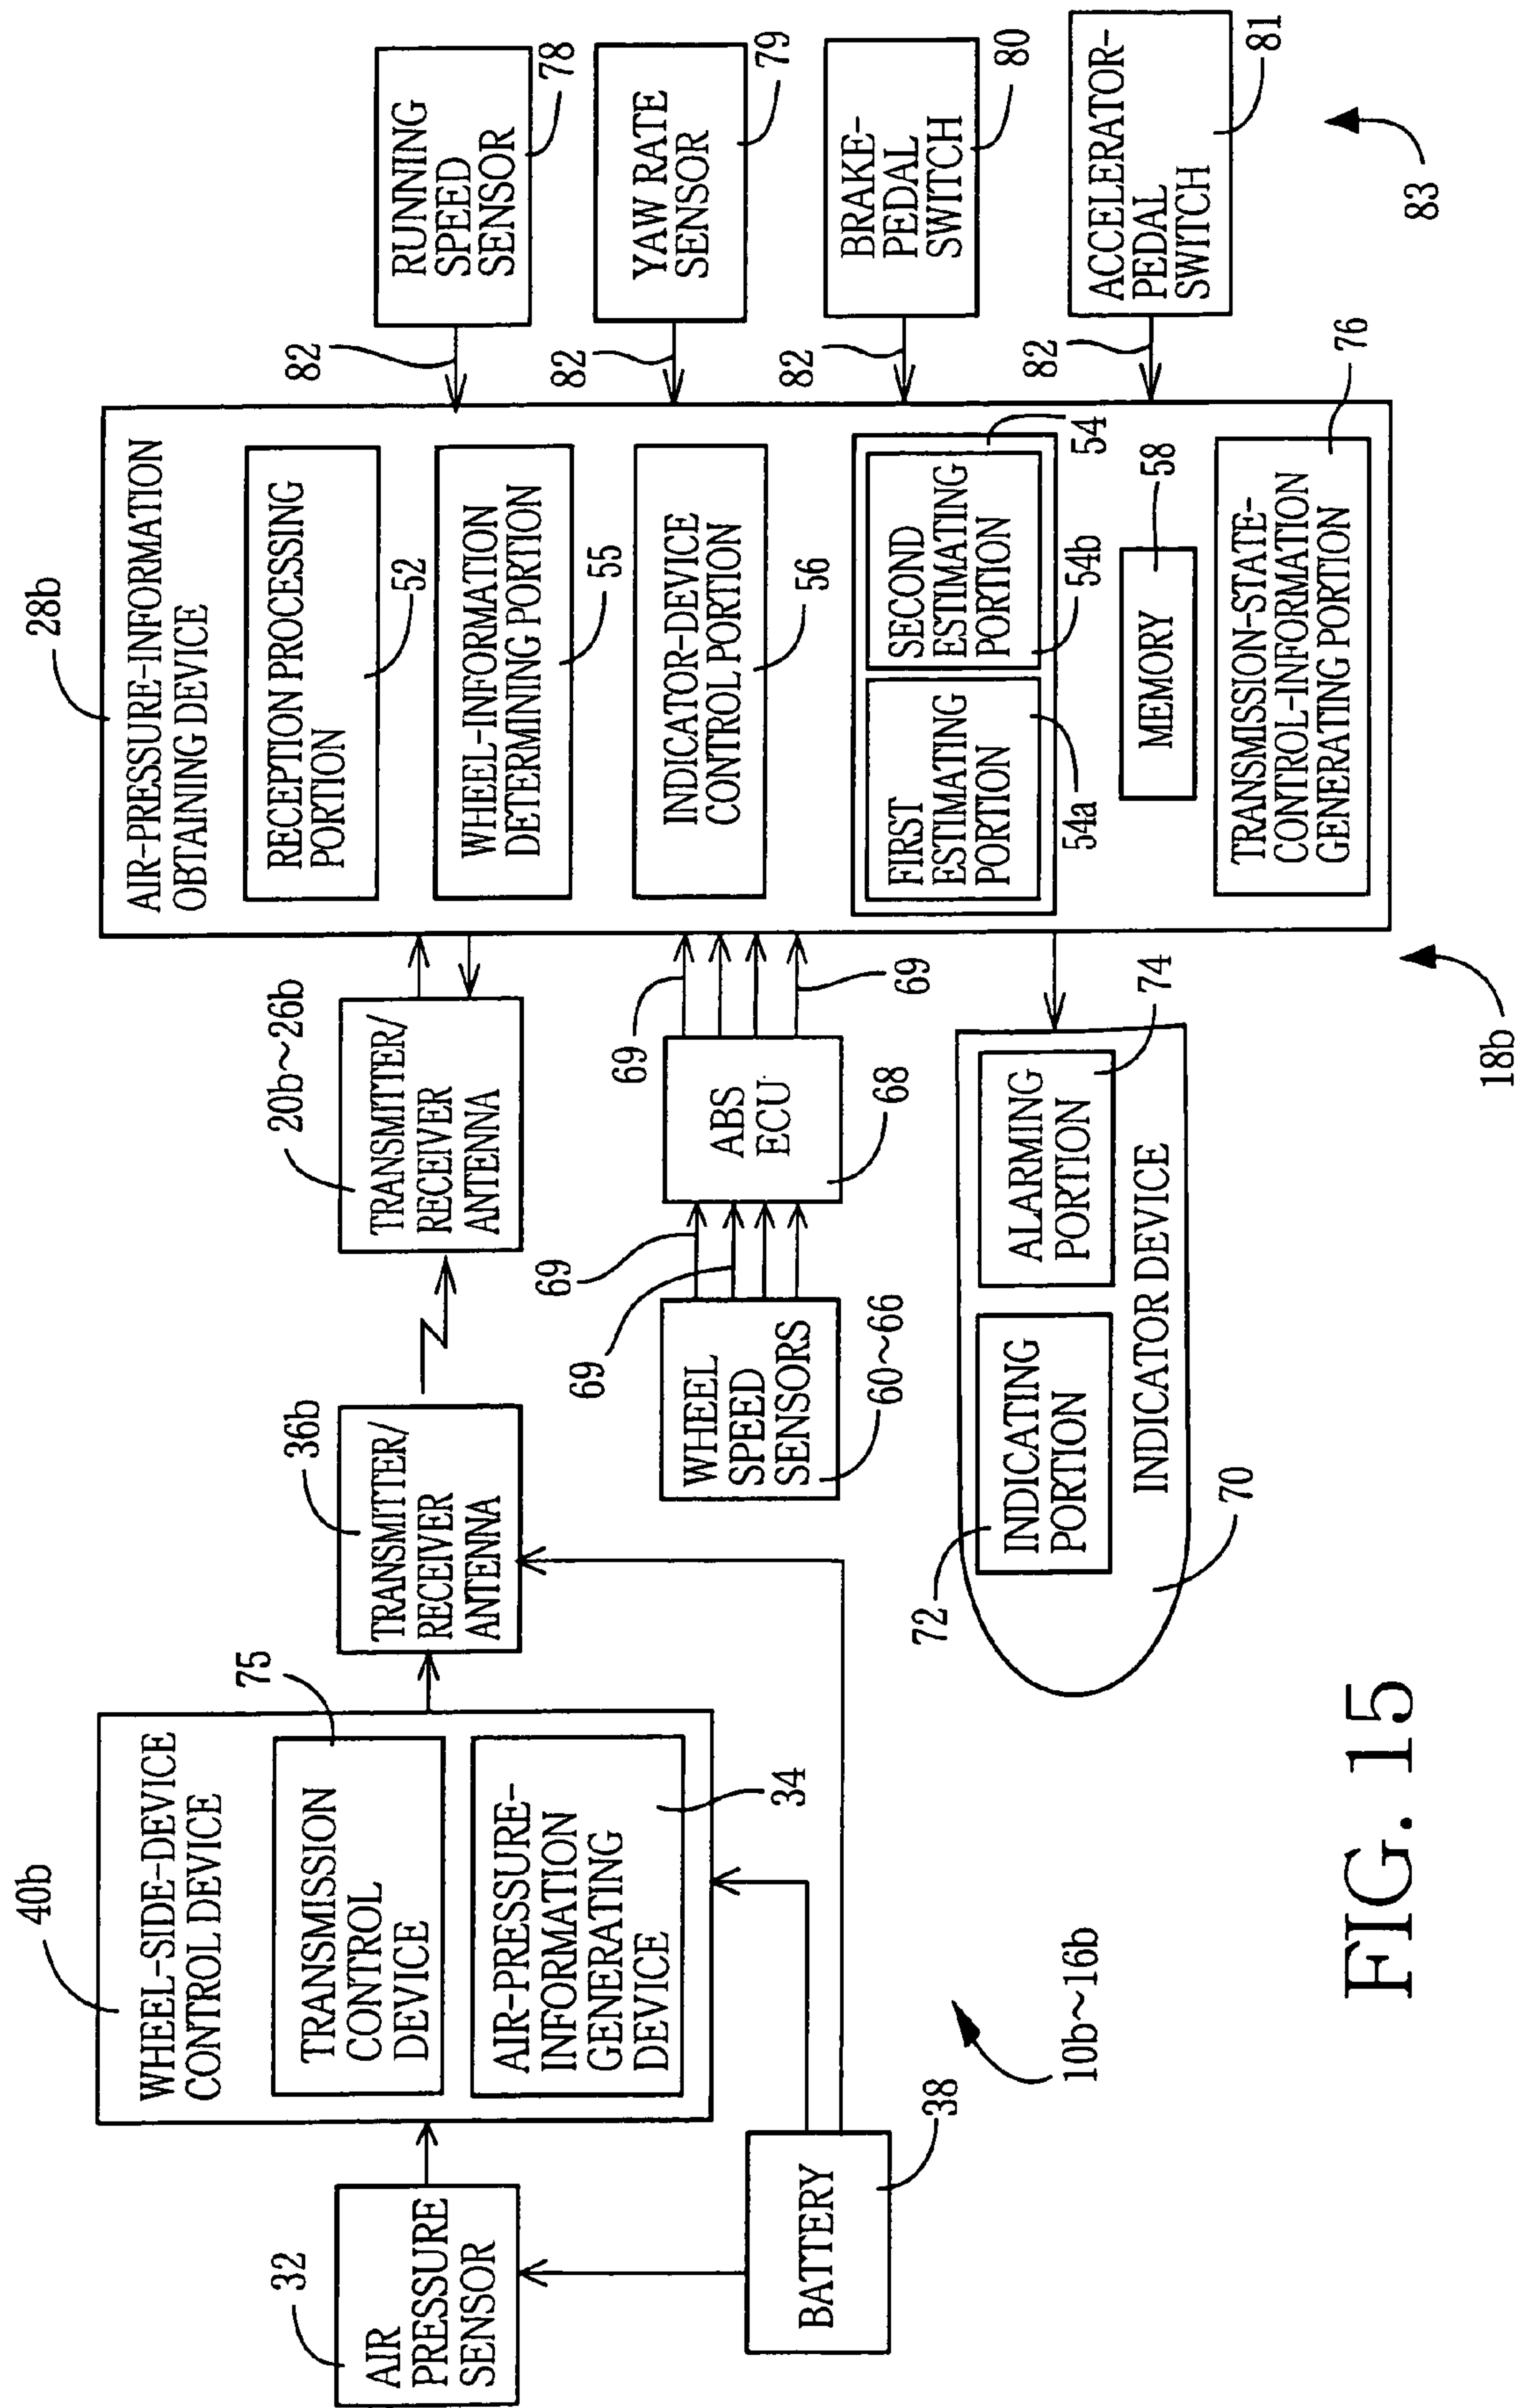 40b
WHEEL-SIDE-DEVICE
CONTROL DEVICE
TRANSMISSION
CONTROL
DEVICE
75
AIR-PRESSURE-
INFORMATION
GENERATING
DEVICE
34
32
AIR
PRESSURE
SENSOR
BATTERY
38
10b~16b
36b
TRANSMITTER/
RECEIVER
ANTENNA
20b~26b
TRANSMITTER/
RECEIVER
ANTENNA
WHEEL
SPEED
SENSORS
60~66
69
69
ABS
ECU
68
69
69
INDICATING
PORTION
72
ALARMING
PORTION
74
INDICATOR DEVICE
70
28b
AIR-PRESSURE-INFORMATION
OBTAINING DEVICE
RECEPTION PROCESSING
PORTION
52
WHEEL-INFORMATION
DETERMINING PORTION
55
INDICATOR-DEVICE
CONTROL PORTION
56
FIRST
ESTIMATING
PORTION
54a
SECOND
ESTIMATING
PORTION
54b
54
MEMORY
58
TRANSMISSION-STATE-
CONTROL-INFORMATION
GENERATING PORTION
76
18b
82
RUNNING
SPEED
SENSOR
78
82
YAW RATE
SENSOR
79
82
BRAKE-
PEDAL
SWITCH
80
82
ACCELERATOR-
PEDAL
SWITCH
81
83
FIG. 15